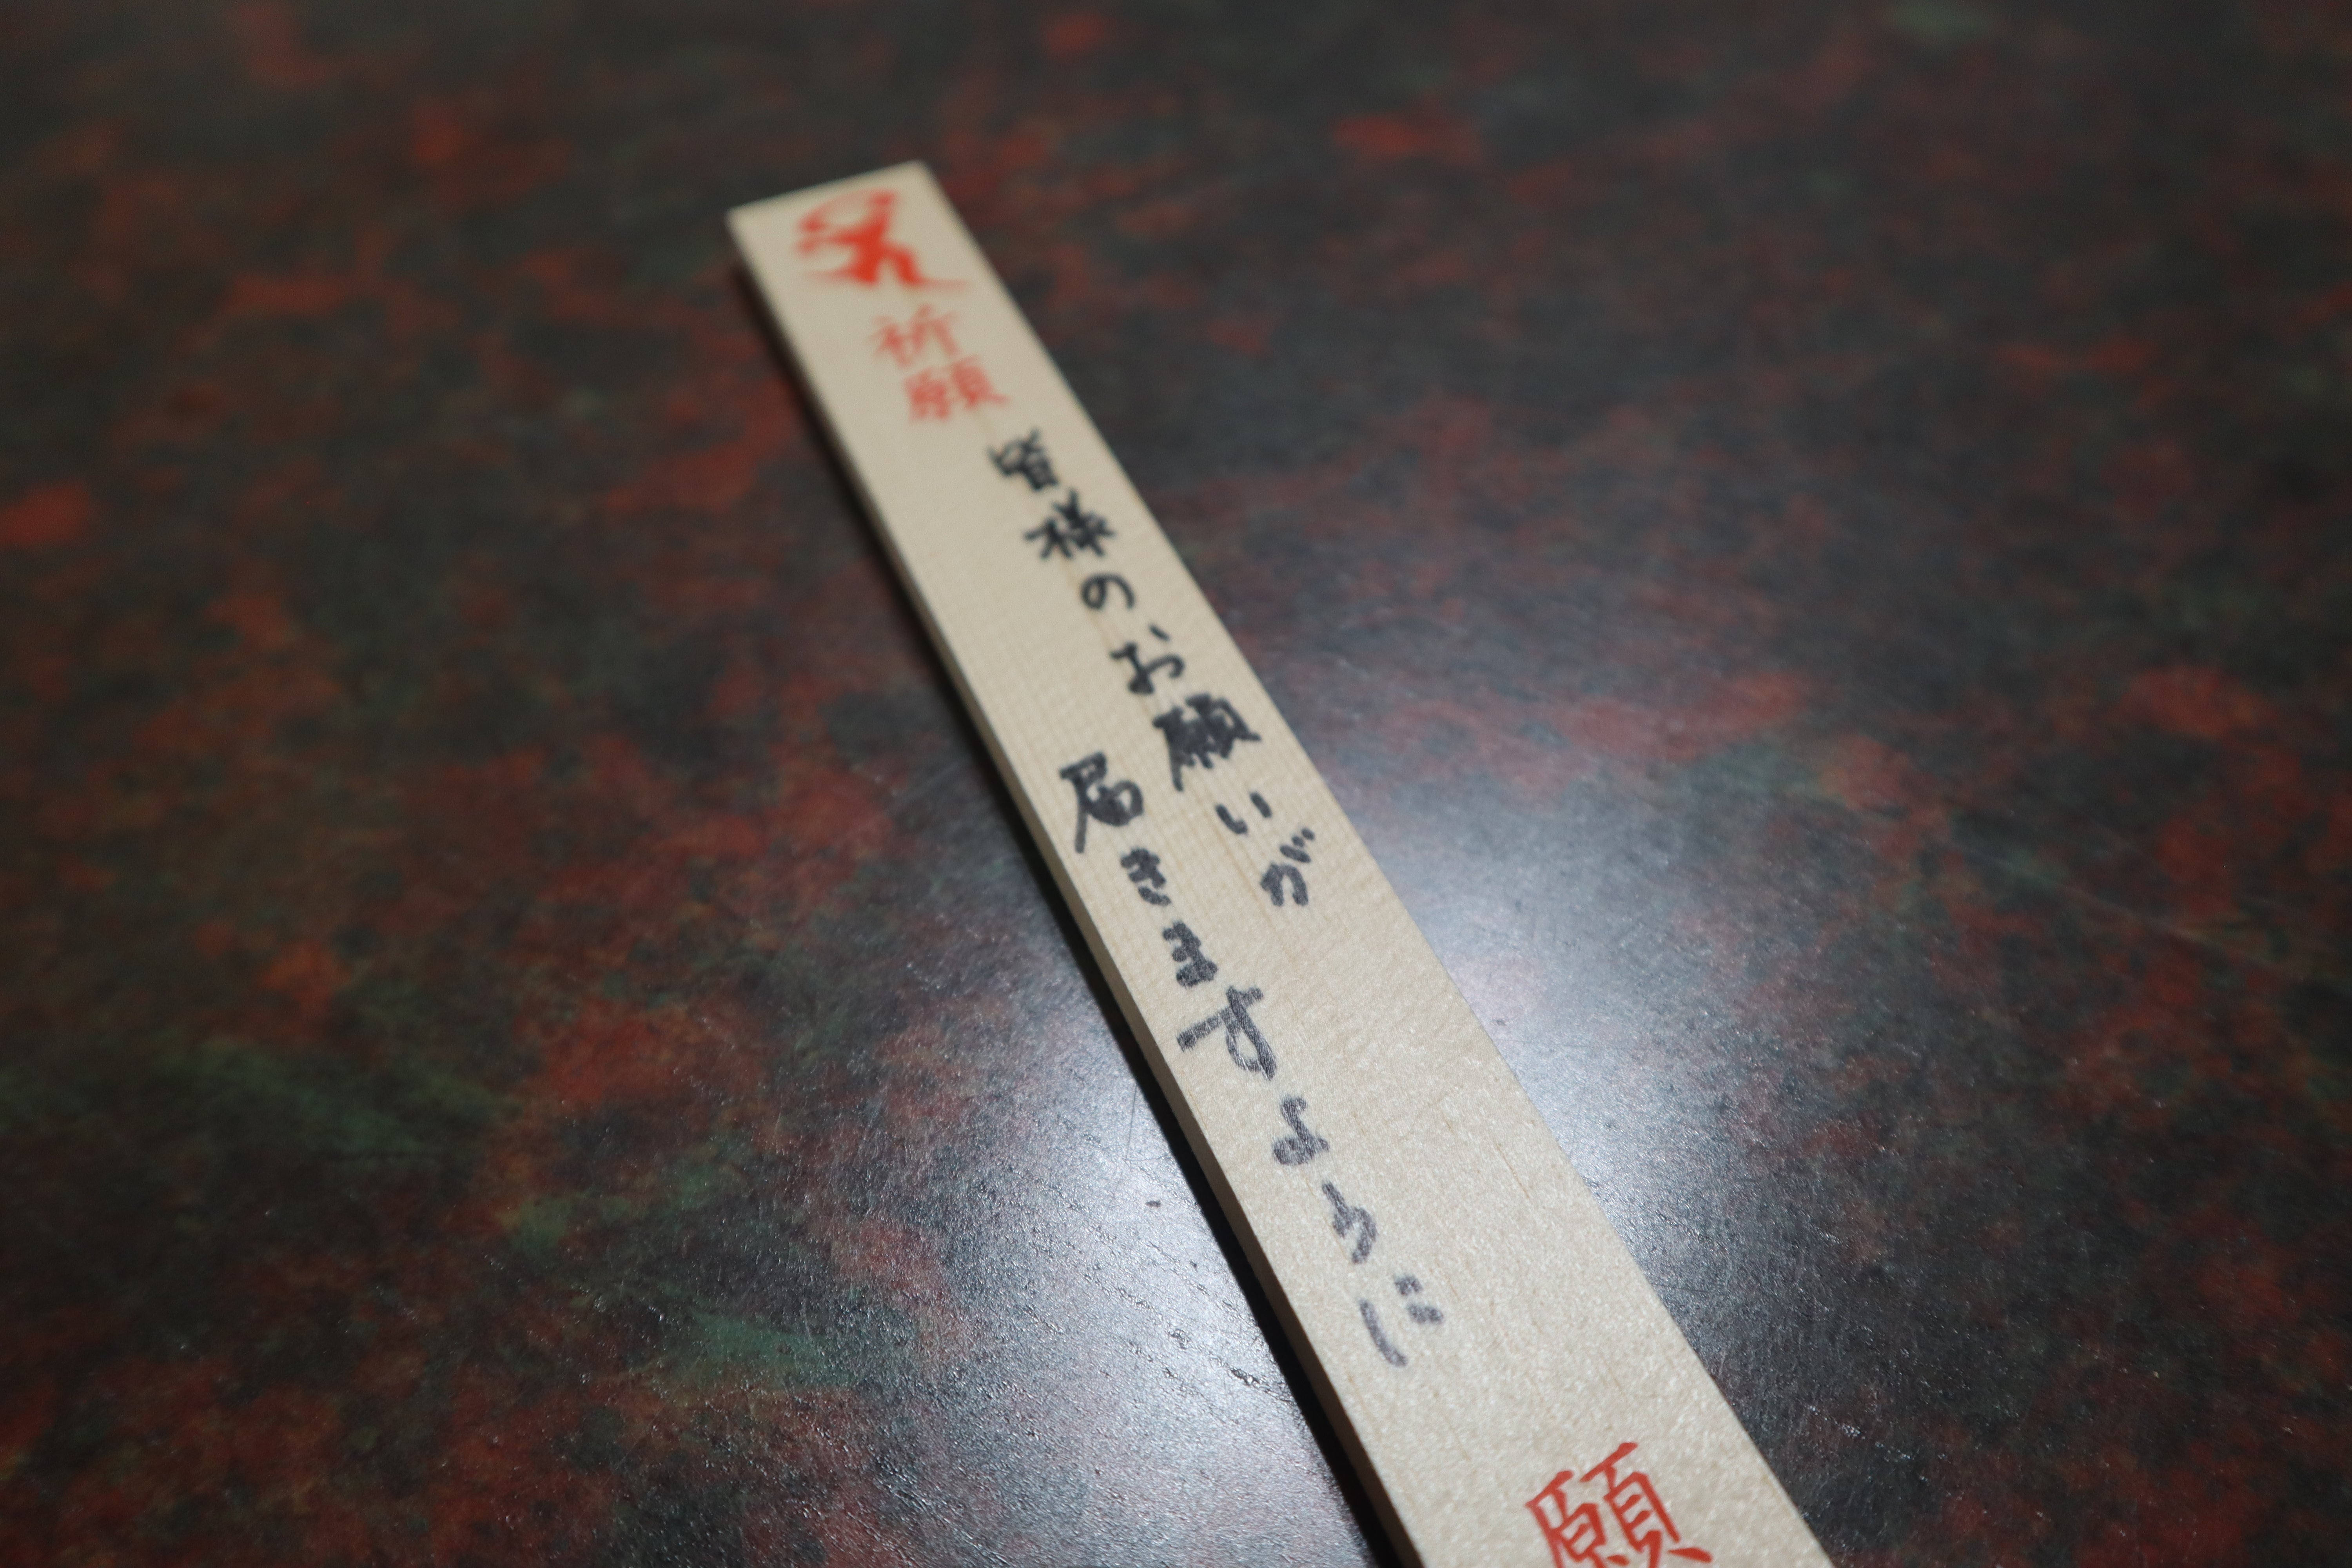 祈願
皆様のお願いが
届きますように
願